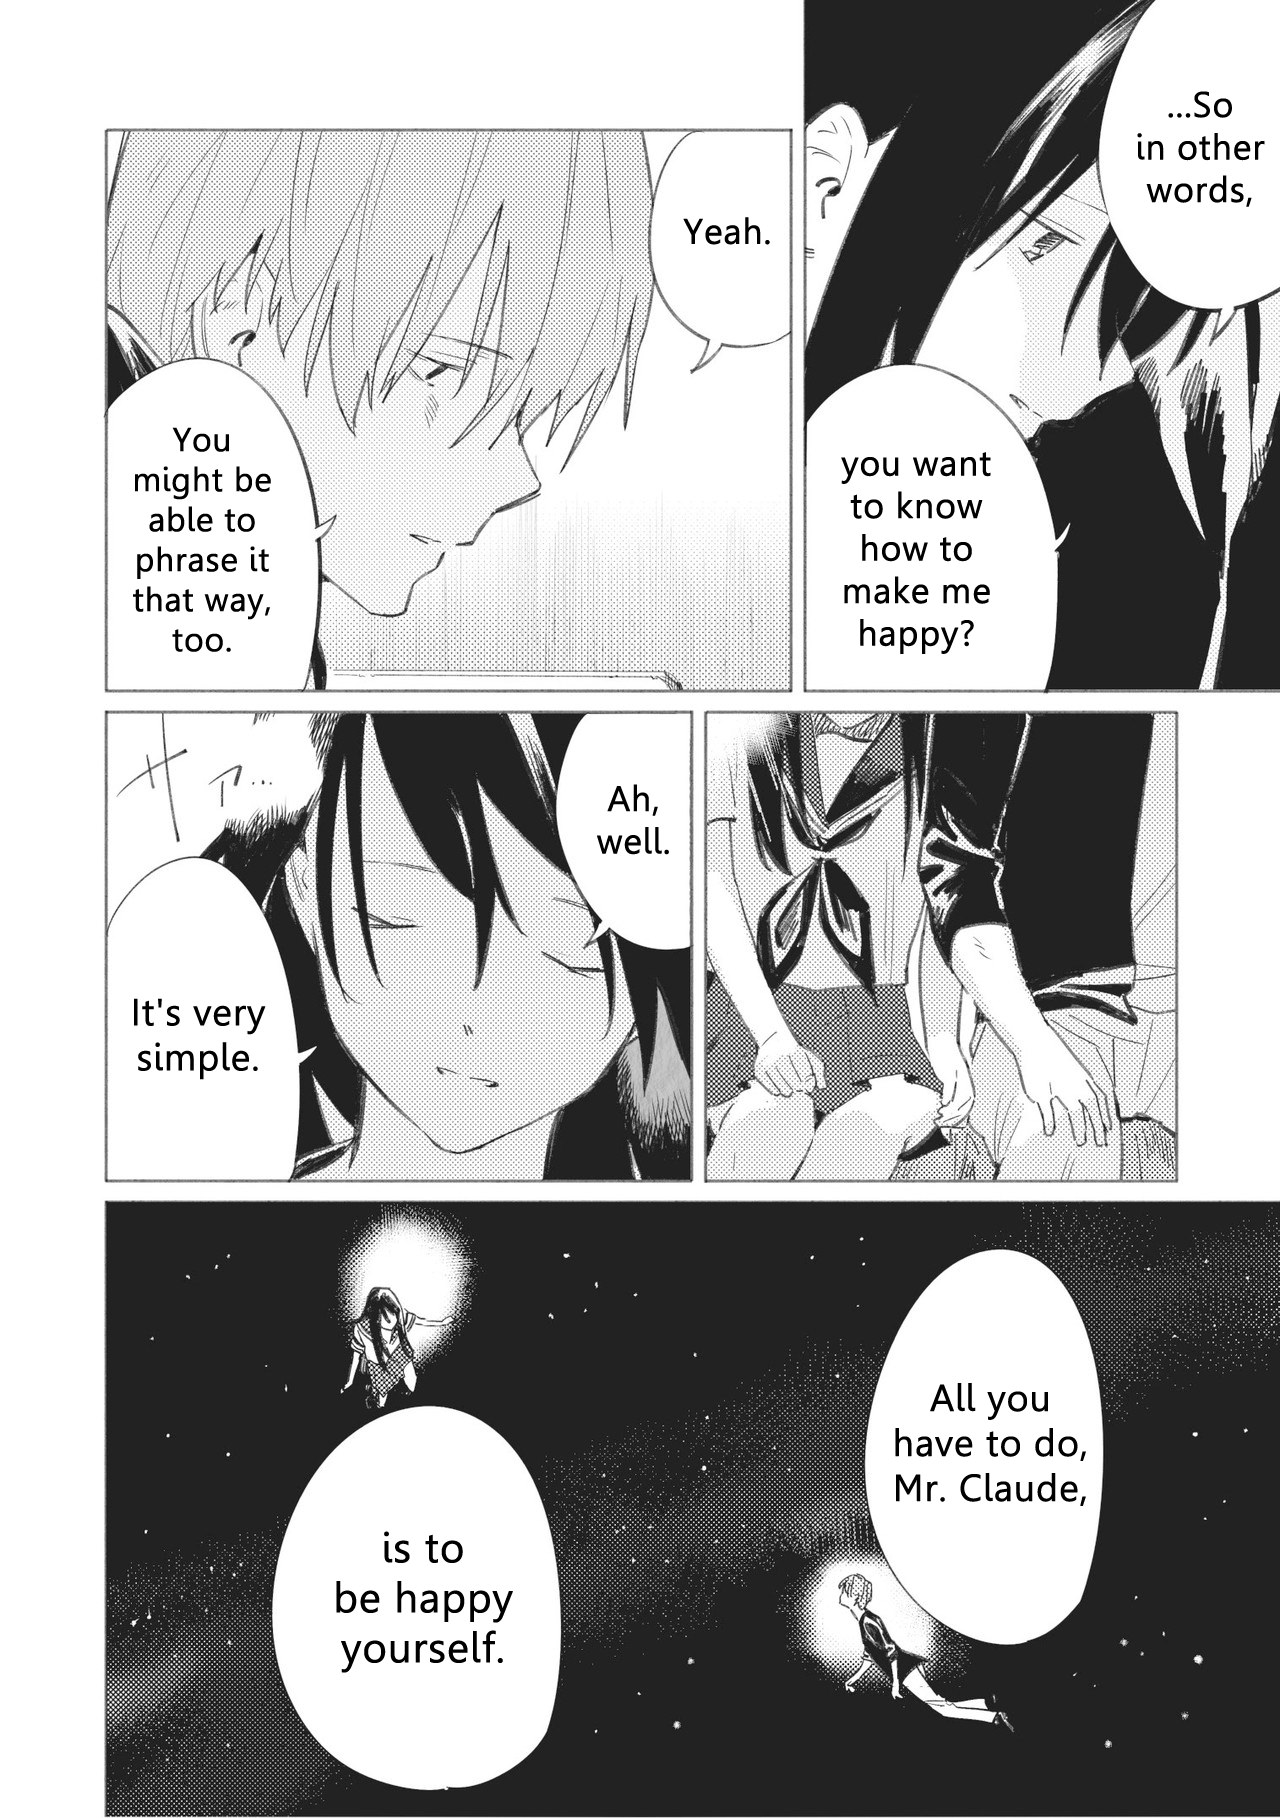 ...So
in other
words,
you want
to know
how to
make me
happy?
Yeah.
You
might be
able to
phrase it
that way,
too.
Ah,
well.
サァ…
It's very
simple.
All you
have to do,
Mr. Claude,
is to
be happy
yourself.